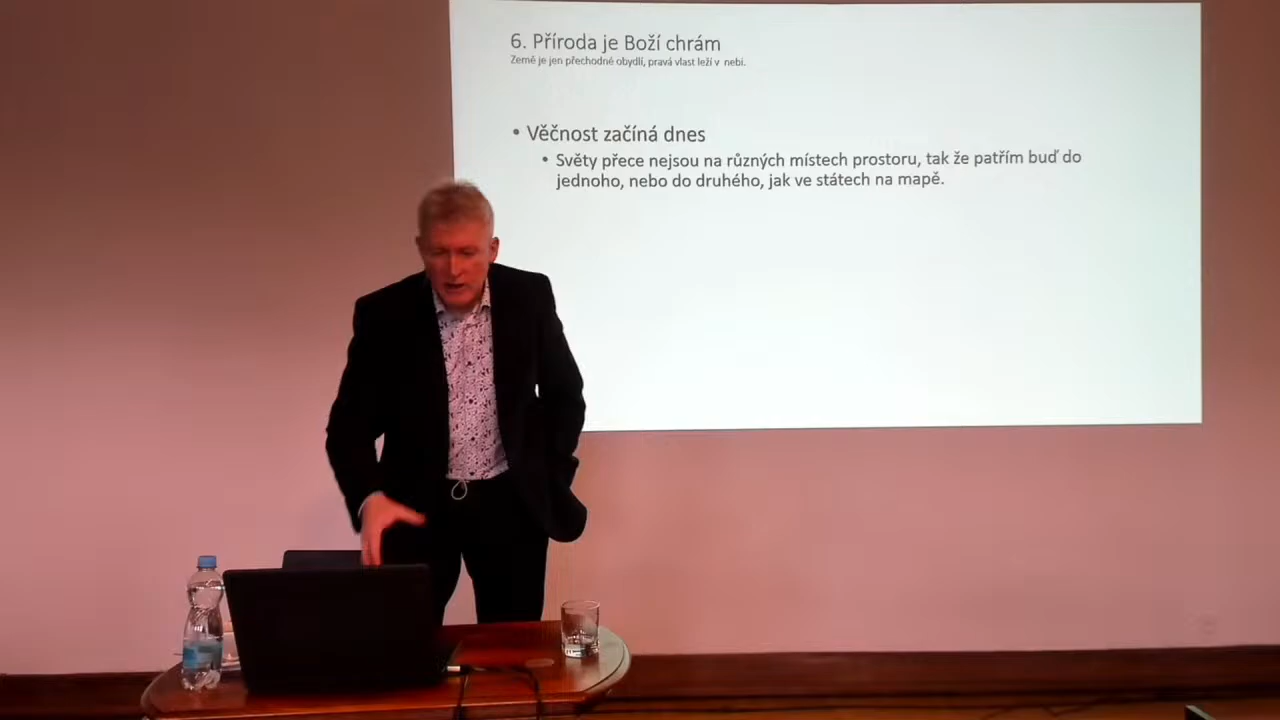 6. Příroda je Boží chrám
Země je jen přechodné obydlí, pravá vlast leží v nebi.
• Věčnost začíná dnes
• Světy přece nejsou na různých místech prostoru, tak že patřím buď do
jednoho, nebo do druhého, jak ve státech na mapě.